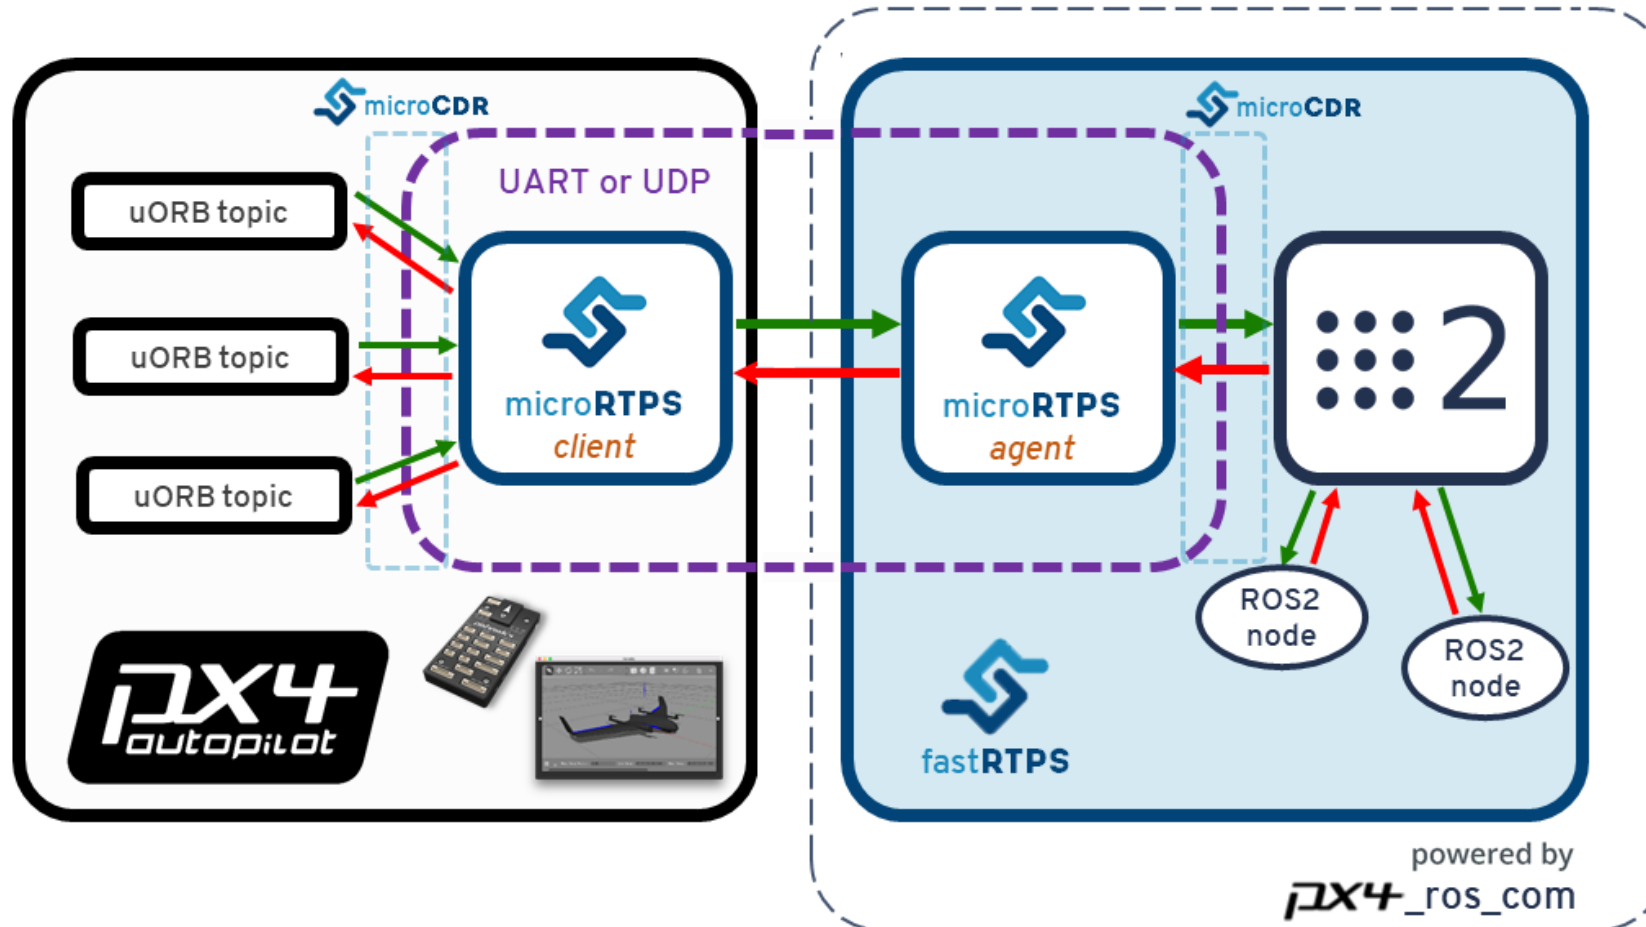 microCDR
UART or UDP
uORB topic
uORB topic
uORB topic
microRTPS
client
px4
autopilot
microCDR
microRTPS
agent
2
ROS2
node
ROS2
node
fastRTPS
powered by
px4_ros_com